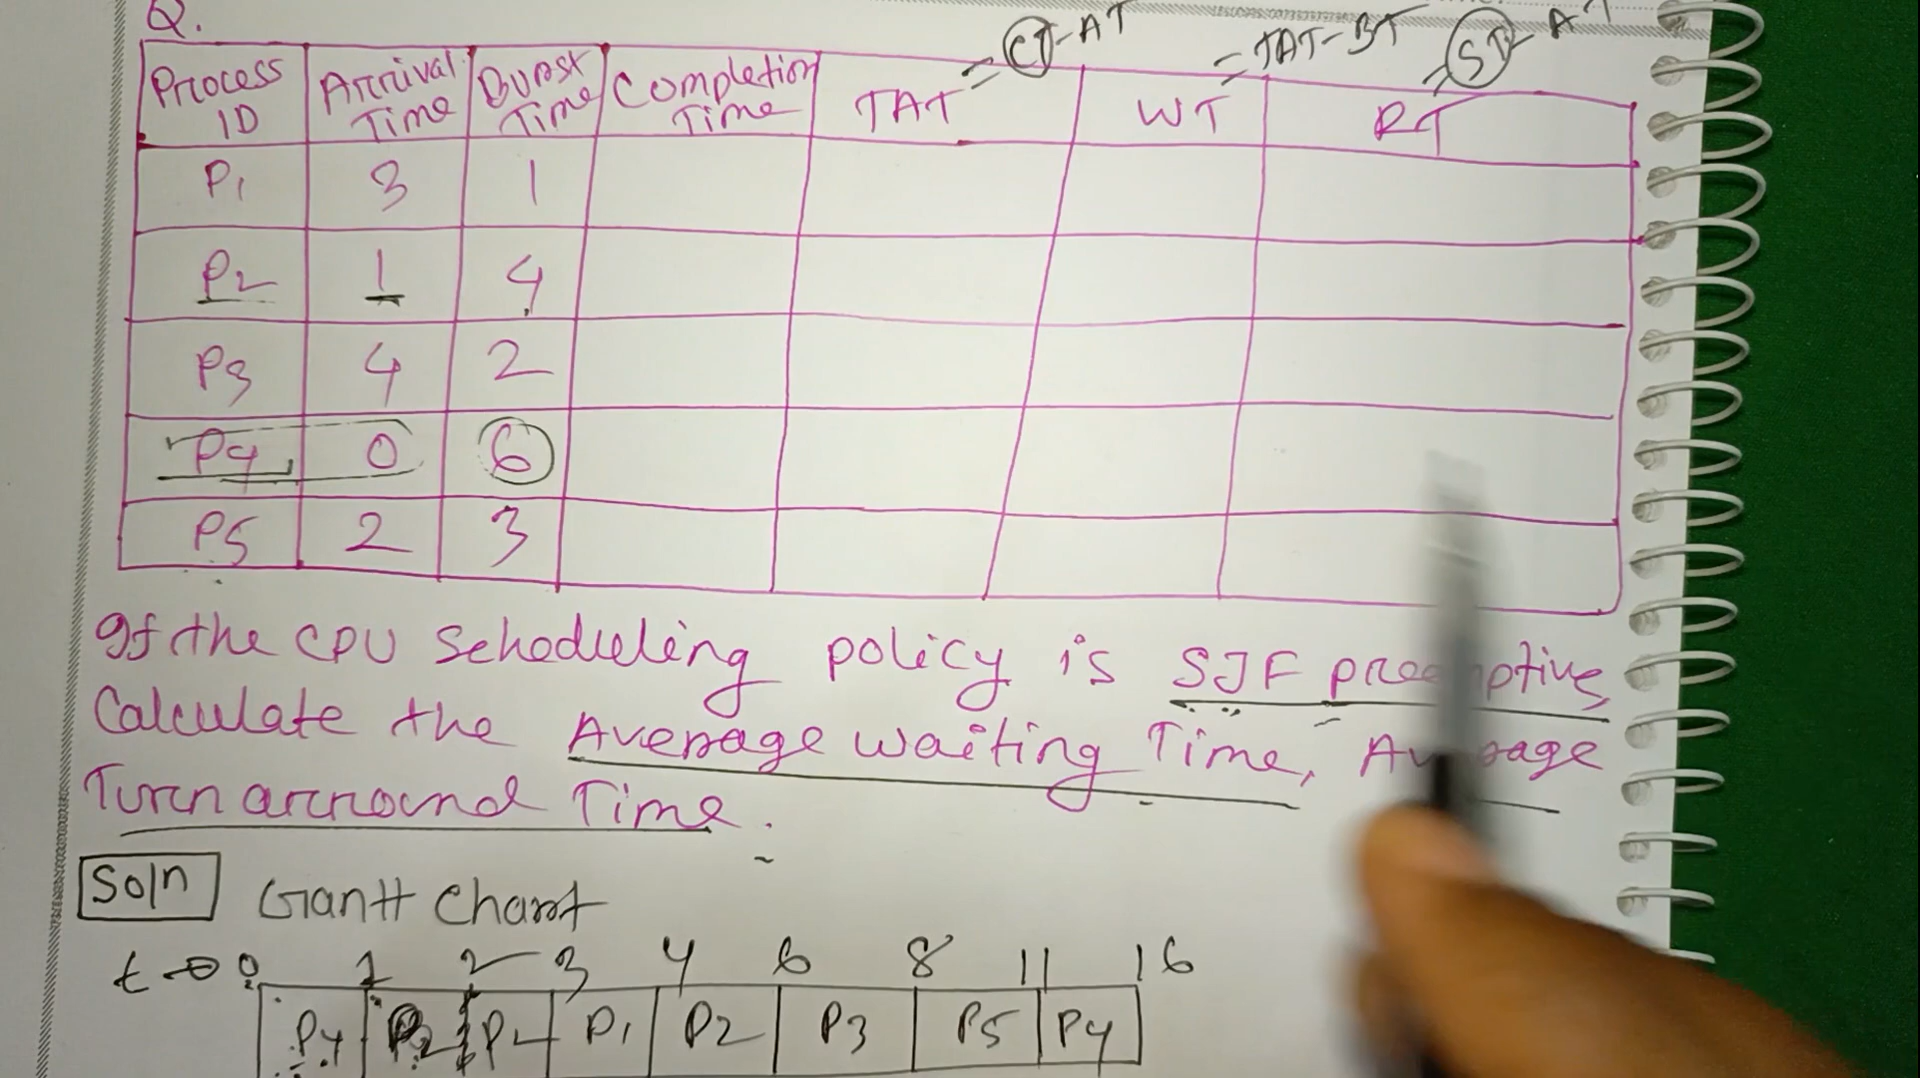 Q.
= CT-AT = TAT-BT = ST-AT
Process ID Arrival Time Burst Time Completion Time TAT WT RT
P1 3 1
P2 1 4
P3 4 2
P4 0 6
P5 2 3
If the CPU Scheduling policy is SJF preemptive,
Calculate the Average waiting Time, Average
Turn arround Time.
Soln Gantt Chart
t→ 0 1 2 3 4 6 8 11 16
P4 P2 P2 P1 P2 P3 P5 P4